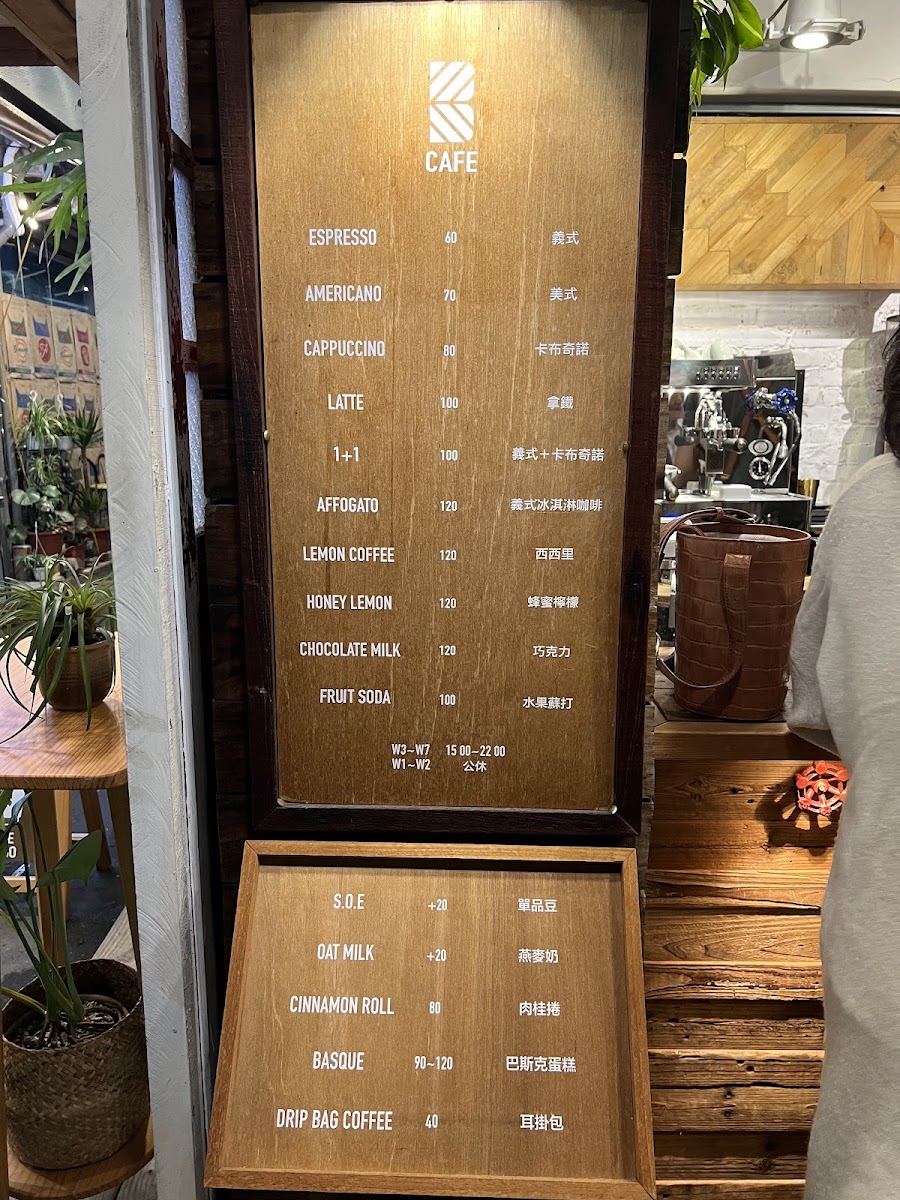 CAFE
ESPRESSO 60 義式
AMERICANO 70 美式
CAPPUCCINO 80 卡布奇諾
LATTE 100 拿鐵
1+1 100 義式+卡布奇諾
AFFOGATO 120 義式冰淇淋咖啡
LEMON COFFEE 120 西西里
HONEY LEMON 120 蜂蜜檸檬
CHOCOLATE MILK 120 巧克力
FRUIT SODA 100 水果蘇打
W3~W7 15 00~22 00
W1~W2 公休
S.O.E +20 單品豆
OAT MILK +20 燕麥奶
CINNAMON ROLL 80 肉桂捲
BASQUE 90~120 巴斯克蛋糕
DRIP BAG COFFEE 40 耳掛包